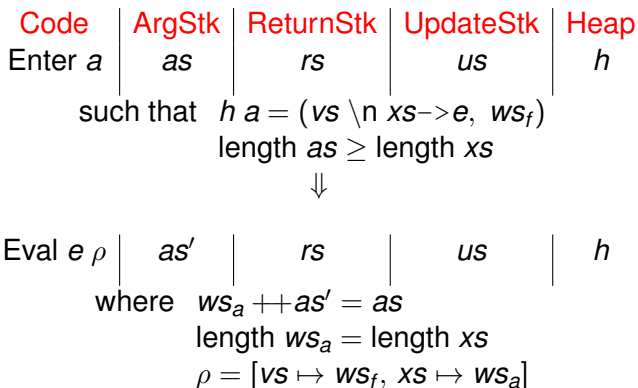 Code | ArgStk | ReturnStk | UpdateStk | Heap
Enter a | as | rs | us | h
such that h a = (vs \n xs->e, ws_f)
length as ≥ length xs
⇓
Eval e ρ | as′ | rs | us | h
where ws_a ++as′ = as
length ws_a = length xs
ρ = [vs ↦ ws_f, xs ↦ ws_a]